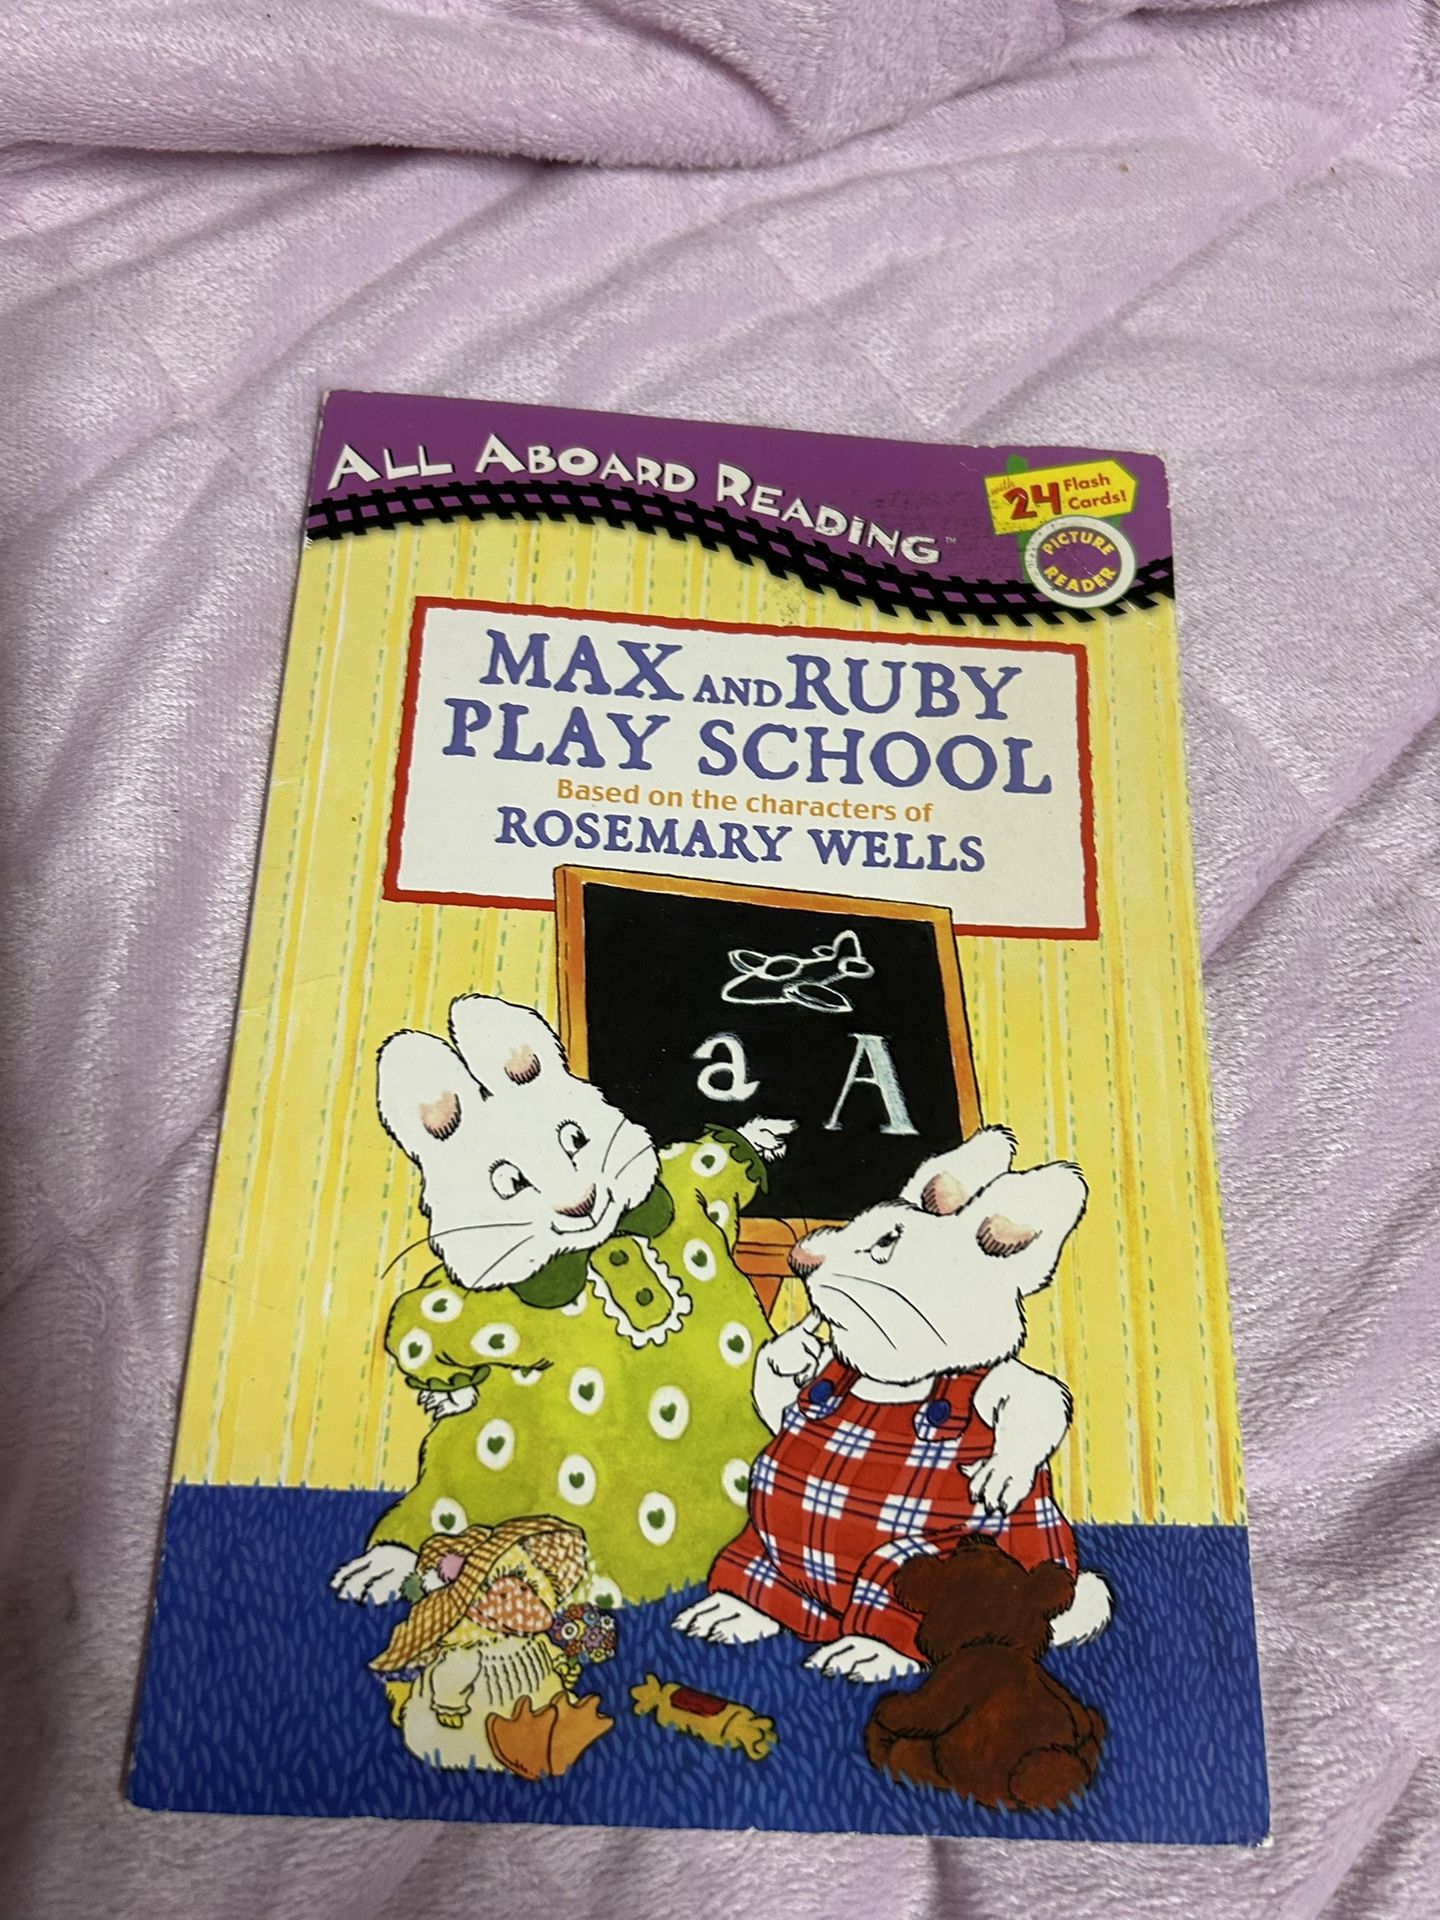 ALL ABOARD READING™
with 24 Flash Cards!
PICTURE READER
MAX AND RUBY
PLAY SCHOOL
Based on the characters of
ROSEMARY WELLS
a A